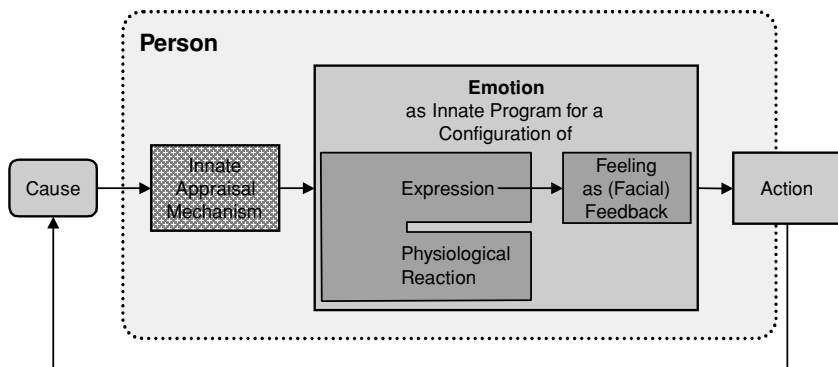 Person
Emotion
as Innate Program for a
Configuration of
Cause
Innate
Appraisal
Mechanism
Expression
Physiological
Reaction
Feeling
as (Facial)
Feedback
Action